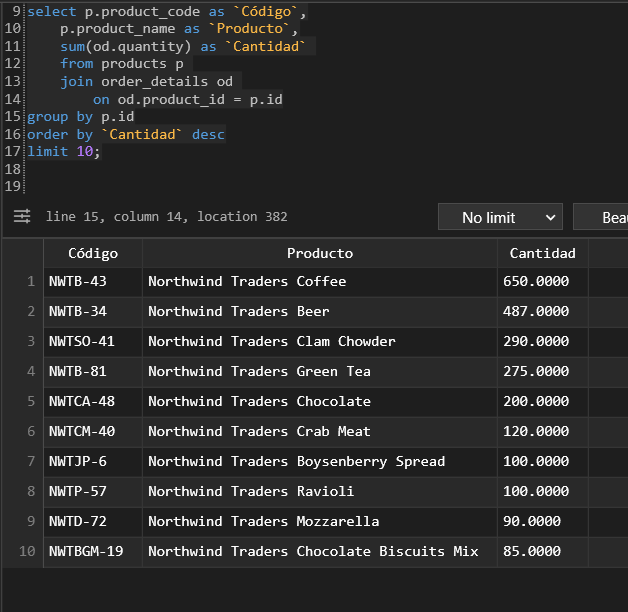 9 select p.product_code as `Código`,
10 p.product_name as `Producto`,
11 sum(od.quantity) as `Cantidad`
12 from products p
13 join order_details od
14 on od.product_id = p.id
15 group by p.id
16 order by `Cantidad` desc
17 limit 10;
18
19
line 15, column 14, location 382 No limit Beau
Código Producto Cantidad
1 NWTB-43 Northwind Traders Coffee 650.0000
2 NWTB-34 Northwind Traders Beer 487.0000
3 NWTSO-41 Northwind Traders Clam Chowder 290.0000
4 NWTB-81 Northwind Traders Green Tea 275.0000
5 NWTCA-48 Northwind Traders Chocolate 200.0000
6 NWTCM-40 Northwind Traders Crab Meat 120.0000
7 NWTJP-6 Northwind Traders Boysenberry Spread 100.0000
8 NWTP-57 Northwind Traders Ravioli 100.0000
9 NWTD-72 Northwind Traders Mozzarella 90.0000
10 NWTBGM-19 Northwind Traders Chocolate Biscuits Mix 85.0000